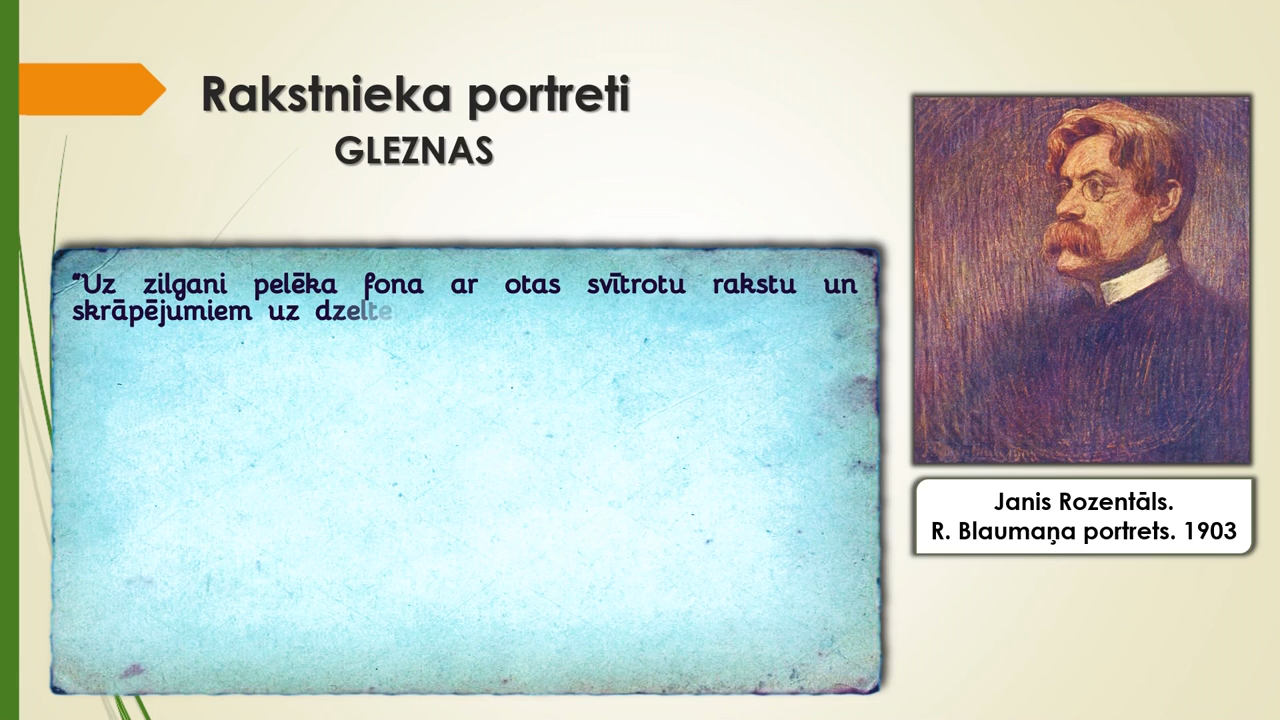 Rakstnieka portreti
GLEZNAS
“Uz zilgani pelēka fona ar otas svītrotu rakstu un
skrāpējumiem uz dzelte
Janis Rozentāls.
R. Blaumaņa portrets. 1903